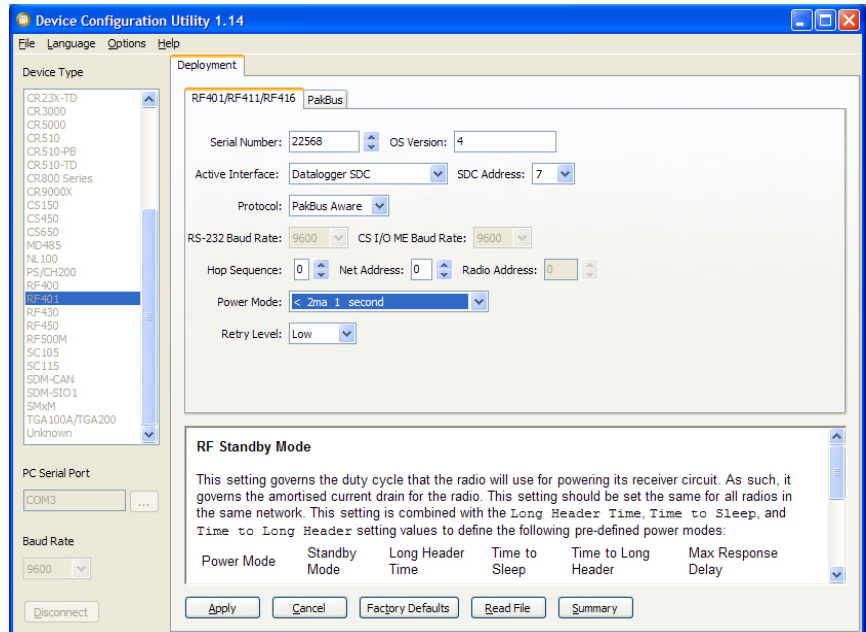 Device Configuration Utility 1.14
File Language Options Help
Device Type
CR23X-TD
CR3000
CR5000
CR510
CR510-PB
CR510-TD
CR800 Series
CR9000X
CS150
CS450
CS650
MD485
NL100
PS/CH200
RF400
RF401
RF430
RF450
RF500M
SC105
SC115
SDM-CAN
SDM-SIO1
SMxM
TGA100A/TGA200
Unknown
PC Serial Port
COM3
...
Baud Rate
9600
Disconnect
Deployment
RF401/RF411/RF416 PakBus
Serial Number: 22568 OS Version: 4
Active Interface: Datalogger SDC SDC Address: 7
Protocol: PakBus Aware
RS-232 Baud Rate: 9600 CS I/O ME Baud Rate: 9600
Hop Sequence: 0 Net Address: 0 Radio Address: 0
Power Mode: < 2ma 1 second
Retry Level: Low
RF Standby Mode
This setting governs the duty cycle that the radio will use for powering its receiver circuit. As such, it
governs the amortised current drain for the radio. This setting should be set the same for all radios in
the same network. This setting is combined with the Long Header Time, Time to Sleep, and
Time to Long Header setting values to define the following pre-defined power modes:
Power Mode Standby Mode Long Header Time Time to Sleep Time to Long Header Max Response Delay
Apply Cancel Factory Defaults Read File Summary